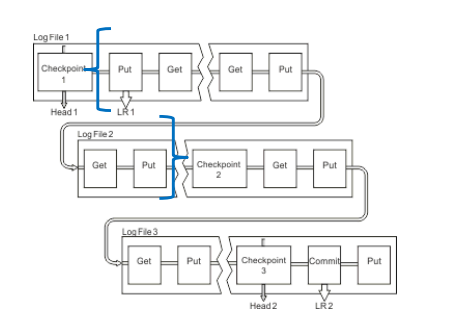 Log File 1
Checkpoint
1
Put
Get
Get
Put
Head 1
LR 1
Log File 2
Get
Put
Checkpoint
2
Get
Put
Log File 3
Get
Put
Checkpoint
3
Commit
Put
Head 2
LR 2